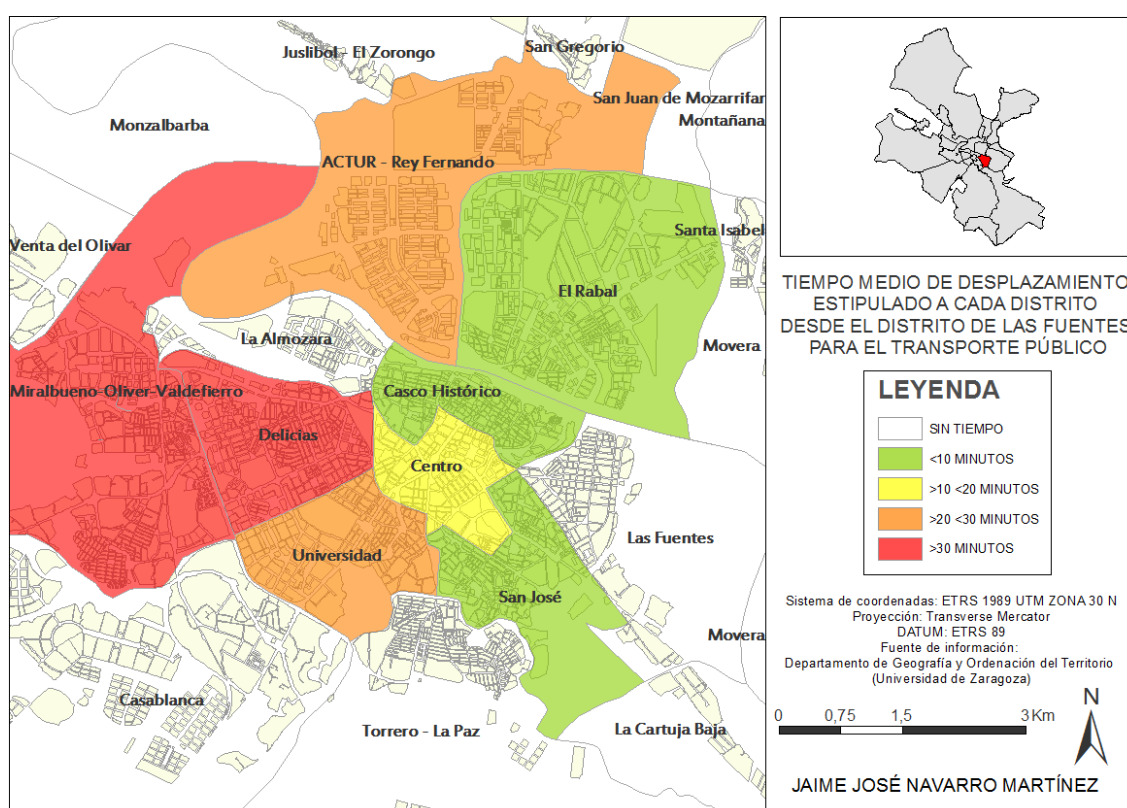 Juslibol - El Zorongo
San Gregorio
San Juan de Mozarrifar
Montañana
Monzalbarba
ACTUR - Rey Fernando
Venta del Olivar
Santa Isabel
El Rabal
La Almozara
Movera
Miralbueno-Oliver-Valdefierro
Casco Histórico
Delicias
Centro
Las Fuentes
Universidad
San José
Movera
Casablanca
Torrero - La Paz
La Cartuja Baja
TIEMPO MEDIO DE DESPLAZAMIENTO
ESTIPULADO A CADA DISTRITO
DESDE EL DISTRITO DE LAS FUENTES
PARA EL TRANSPORTE PÚBLICO
LEYENDA
SIN TIEMPO
<10 MINUTOS
>10 <20 MINUTOS
>20 <30 MINUTOS
>30 MINUTOS
Sistema de coordenadas: ETRS 1989 UTM ZONA 30 N
Proyección: Transverse Mercator
DATUM: ETRS 89
Fuente de información:
Departamento de Geografía y Ordenación del Territorio
(Universidad de Zaragoza)
N
0 0,75 1,5 3 Km
JAIME JOSÉ NAVARRO MARTÍNEZ